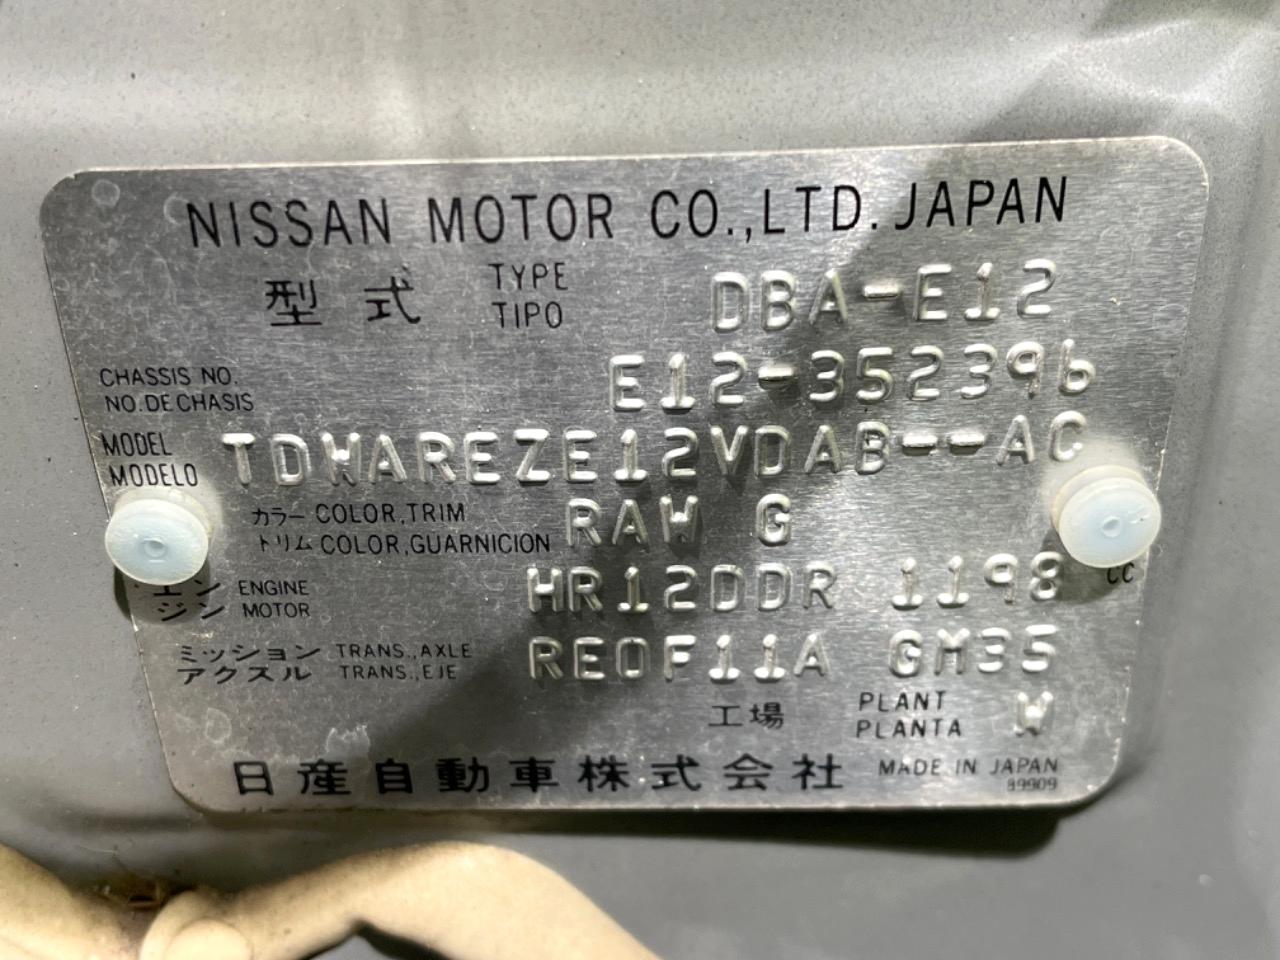 NISSAN MOTOR CO.,LTD. JAPAN
型式 TYPE DBA-E12
TIPO
CHASSIS NO. E12-352396
NO.DE CHASIS
MODEL TDWAREZE12VDAB--AC
MODELO
カラー COLOR,TRIM RAW G
トリム COLOR,GUARNICION
エン ENGINE HR12DDR 1198 CC
ジン MOTOR
ミッション TRANS.,AXLE RE0F11A GM35
アクスル TRANS.,EJE
工場 PLANT W
PLANTA
日産自動車株式会社 MADE IN JAPAN
89909